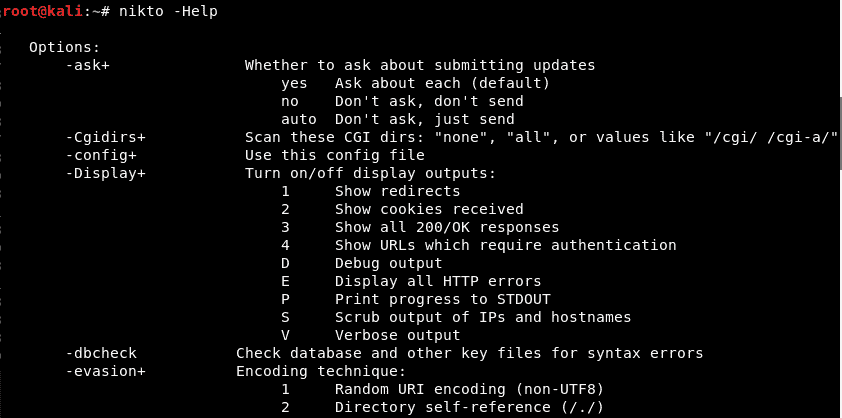 root@kali:~# nikto -Help
Options:
-ask+ Whether to ask about submitting updates
yes Ask about each (default)
no Don't ask, don't send
auto Don't ask, just send
-Cgidirs+ Scan these CGI dirs: "none", "all", or values like "/cgi/ /cgi-a/"
-config+ Use this config file
-Display+ Turn on/off display outputs:
1 Show redirects
2 Show cookies received
3 Show all 200/OK responses
4 Show URLs which require authentication
D Debug output
E Display all HTTP errors
P Print progress to STDOUT
S Scrub output of IPs and hostnames
V Verbose output
-dbcheck Check database and other key files for syntax errors
-evasion+ Encoding technique:
1 Random URI encoding (non-UTF8)
2 Directory self-reference (/./)